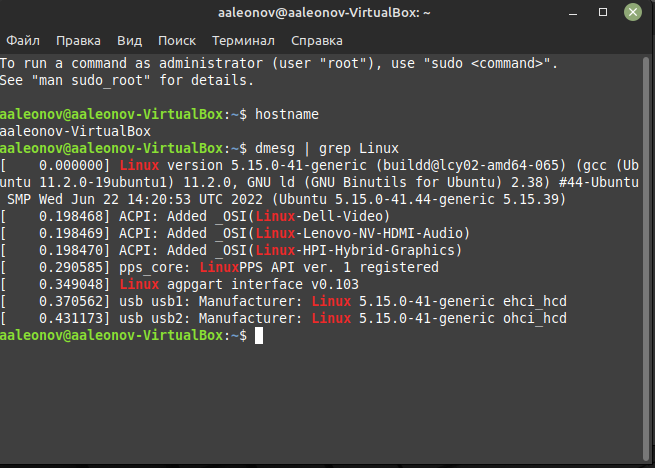 aaleonov@aaleonov-VirtualBox: ~
Файл Правка Вид Поиск Терминал Справка
To run a command as administrator (user "root"), use "sudo <command>".
See "man sudo_root" for details.
aaleonov@aaleonov-VirtualBox:~$ hostname
aaleonov-VirtualBox
aaleonov@aaleonov-VirtualBox:~$ dmesg | grep Linux
[    0.000000] Linux version 5.15.0-41-generic (buildd@lcy02-amd64-065) (gcc (Ub
untu 11.2.0-19ubuntu1) 11.2.0, GNU ld (GNU Binutils for Ubuntu) 2.38) #44-Ubuntu
 SMP Wed Jun 22 14:20:53 UTC 2022 (Ubuntu 5.15.0-41.44-generic 5.15.39)
[    0.198468] ACPI: Added _OSI(Linux-Dell-Video)
[    0.198469] ACPI: Added _OSI(Linux-Lenovo-NV-HDMI-Audio)
[    0.198470] ACPI: Added _OSI(Linux-HPI-Hybrid-Graphics)
[    0.290585] pps_core: LinuxPPS API ver. 1 registered
[    0.349048] Linux agpgart interface v0.103
[    0.370562] usb usb1: Manufacturer: Linux 5.15.0-41-generic ehci_hcd
[    0.431173] usb usb2: Manufacturer: Linux 5.15.0-41-generic ohci_hcd
aaleonov@aaleonov-VirtualBox:~$